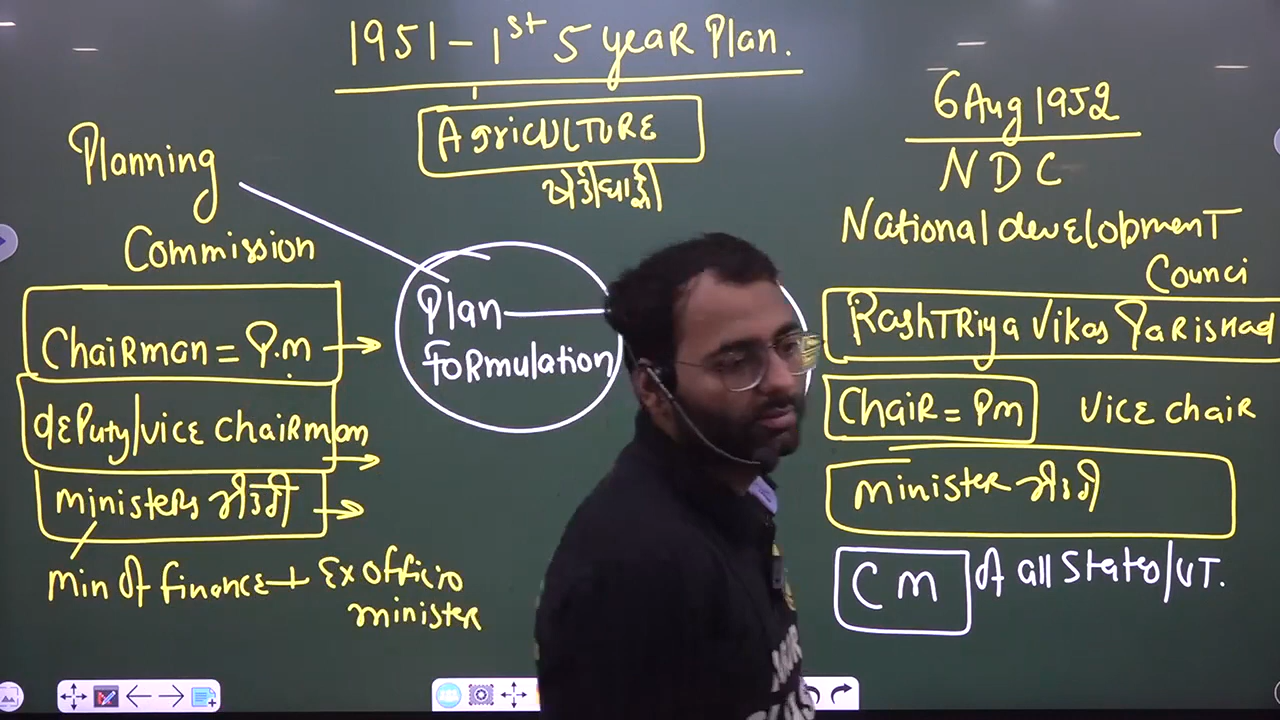 1951 - 1st 5 year Plan.
AgriCULTURE
6 Aug 1952
NDC
National development
Counci
Planning
Commission
Plan
Formulation
Chairman = P.m
dEPuty/vice chairman
ministers
min of finance + Ex officio
minister
RashTRiya Vikas Parishad
Chair = Pm vice chair
minister
CM of all States/UT.